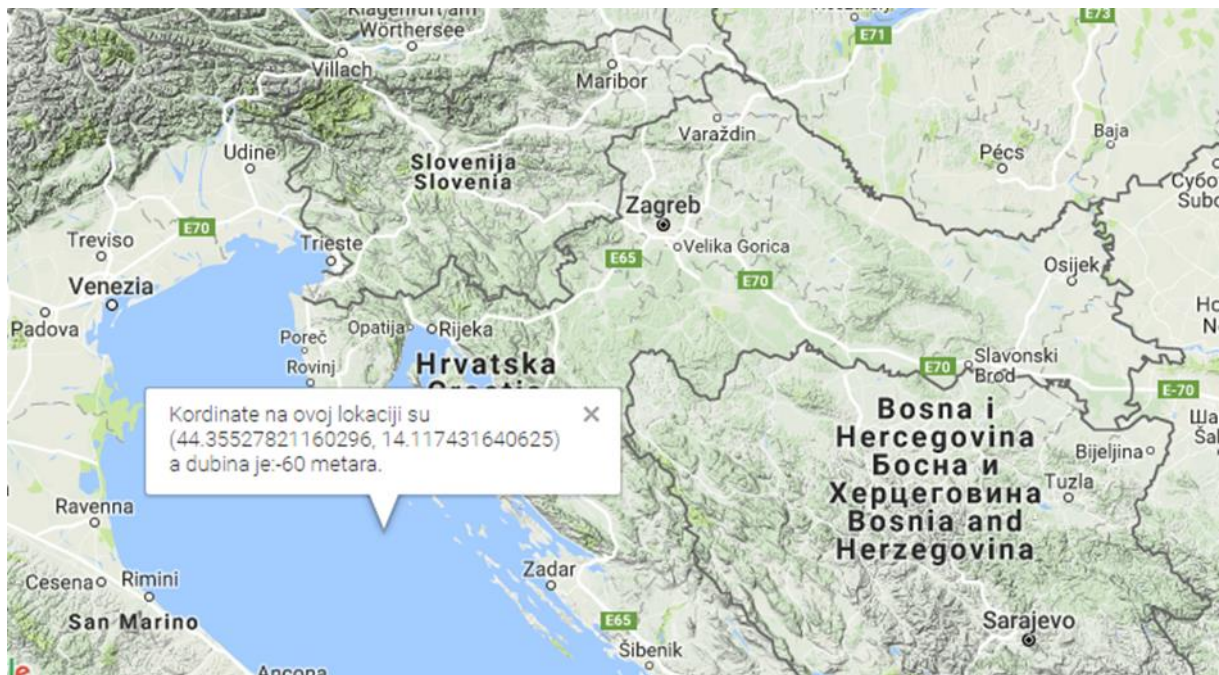 Klagenfurt am
Wörthersee
Villach
Maribor
E71
E73
Varaždin
Baja
Pécs
Udine
Slovenija
Slovenia
Zagreb
Velika Gorica
E70
Treviso
Trieste
E65
Osijek
Venezia
E70
Padova
Poreč
Opatija
Rijeka
Rovinj
Hrvatska
Croatia
E70
Slavonski
Brod
E-70
Kordinate na ovoj lokaciji su
(44.35527821160296, 14.117431640625)
a dubina je:-60 metara.
Bosna i
Hercegovina
Босна и
Херцеговина
Bosnia and
Herzegovina
Bijeljina
Tuzla
Ravenna
Cesena
Rimini
Zadar
San Marino
E65
Sarajevo
Šibenik
Ancona